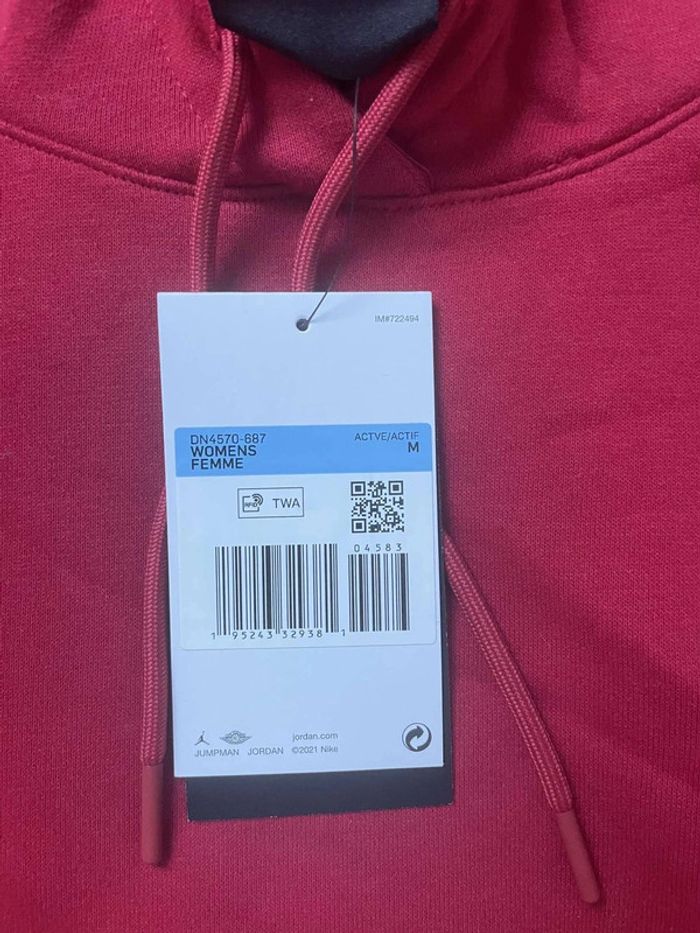 IM#722494
DN4570-687
ACTVE/ACTIF
WOMENS
M
FEMME
RFID
TWA
04583
1 95243 32938 1
jordan.com
JUMPMAN JORDAN ©2021 Nike